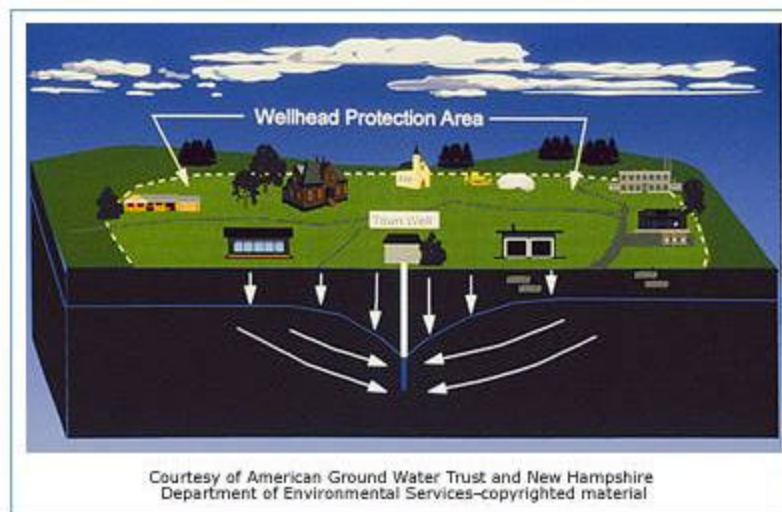 Wellhead Protection Area
Town Well
Courtesy of American Ground Water Trust and New Hampshire
Department of Environmental Services-copyrighted material